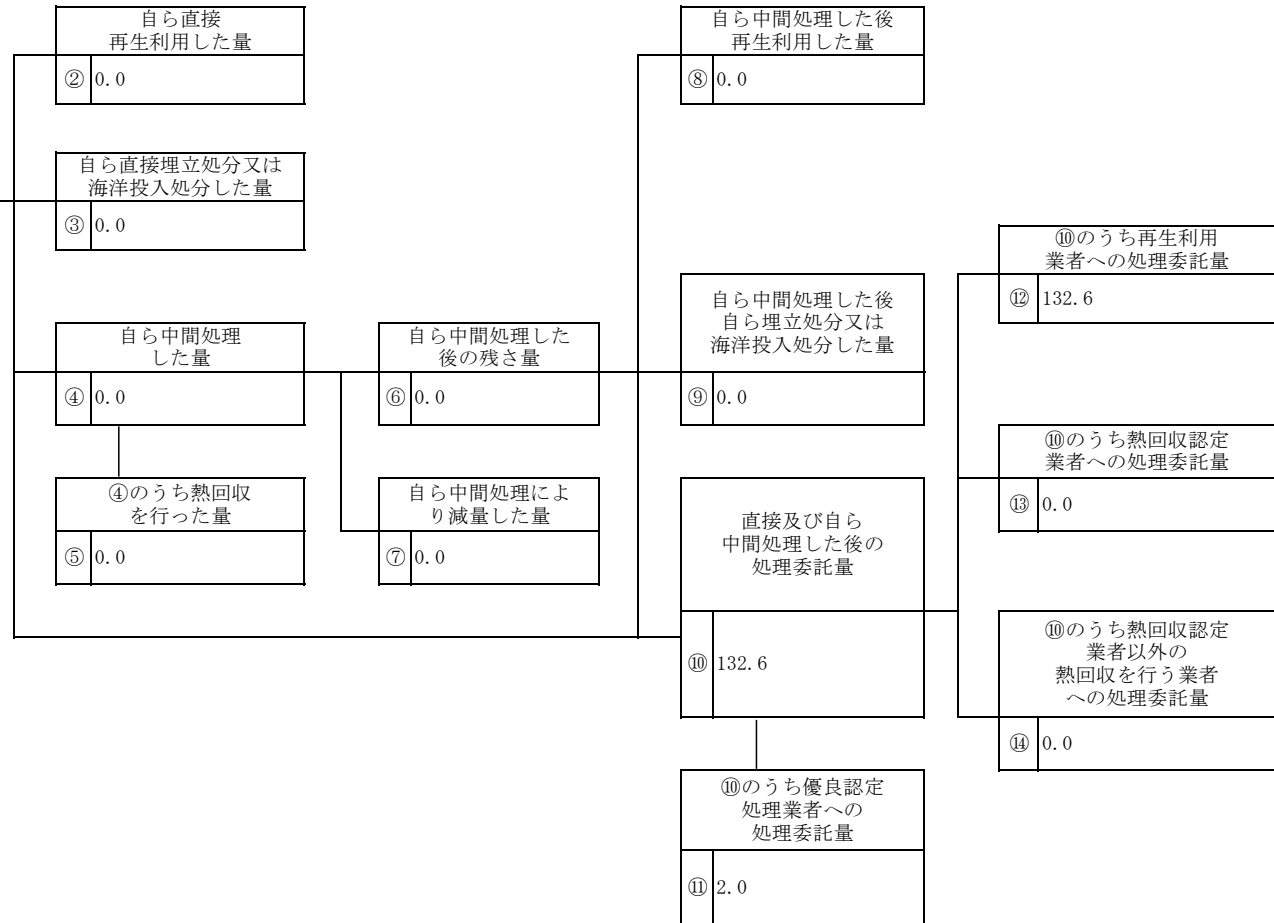 自ら直接
再生利用した量
② 0.0
自ら直接埋立処分又は
海洋投入処分した量
③ 0.0
自ら中間処理
した量
④ 0.0
④のうち熱回収
を行った量
⑤ 0.0
自ら中間処理した
後の残さ量
⑥ 0.0
自ら中間処理によ
り減量した量
⑦ 0.0
自ら中間処理した後
再生利用した量
⑧ 0.0
自ら中間処理した後
自ら埋立処分又は
海洋投入処分した量
⑨ 0.0
直接及び自ら
中間処理した後の
処理委託量
⑩ 132.6
⑩のうち優良認定
処理業者への
処理委託量
⑪ 2.0
⑩のうち再生利用
業者への処理委託量
⑫ 132.6
⑩のうち熱回収認定
業者への処理委託量
⑬ 0.0
⑩のうち熱回収認定
業者以外の
熱回収を行う業者
への処理委託量
⑭ 0.0